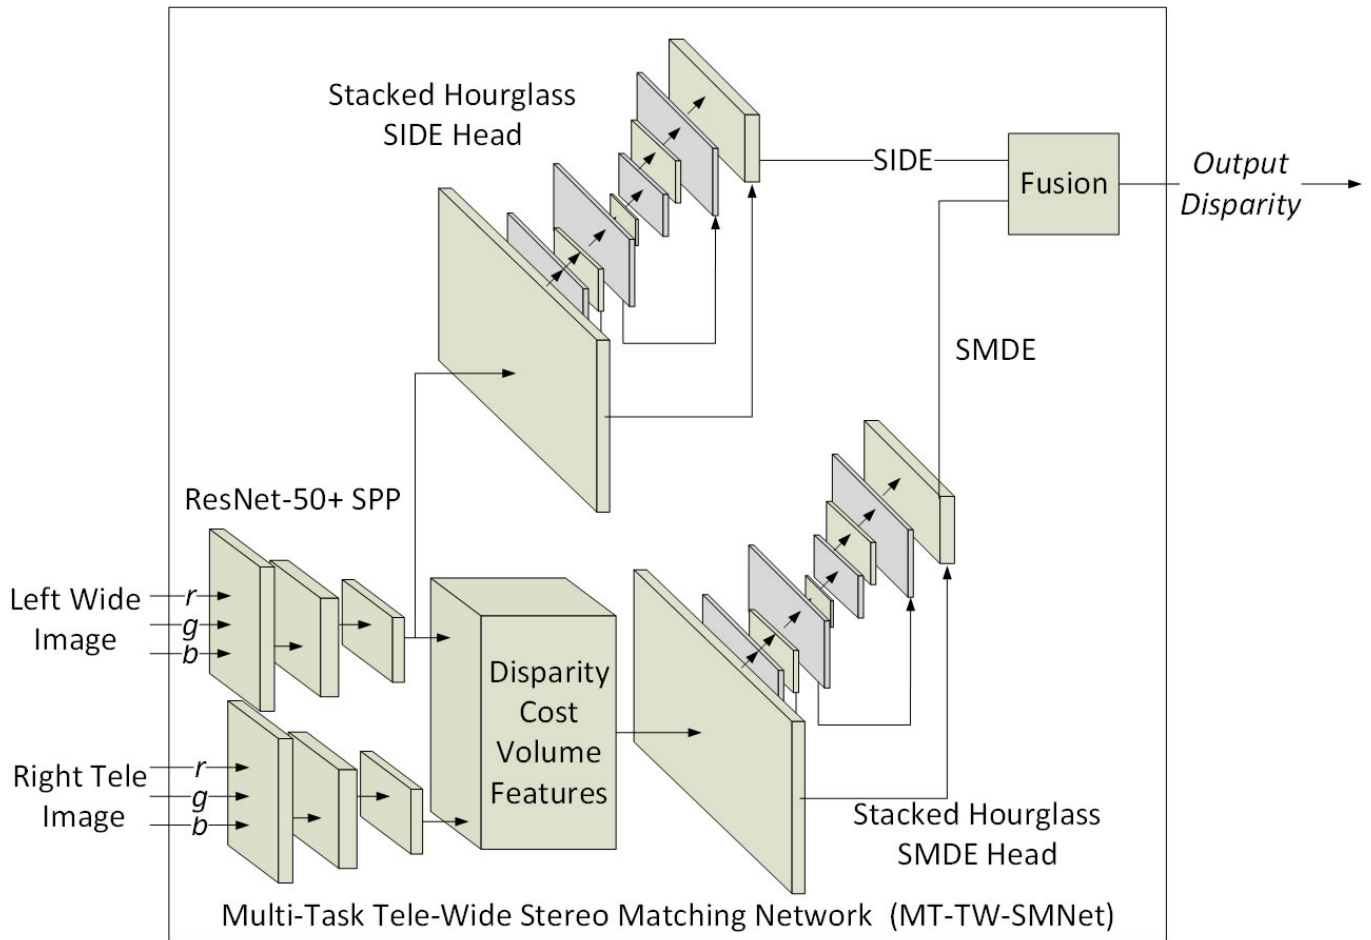 Stacked Hourglass
SIDE Head
SIDE
Fusion
Output
Disparity
SMDE
ResNet-50+ SPP
Left Wide
Image
r
g
b
Disparity
Cost
Volume
Features
Right Tele
Image
r
g
b
Stacked Hourglass
SMDE Head
Multi-Task Tele-Wide Stereo Matching Network (MT-TW-SMNet)